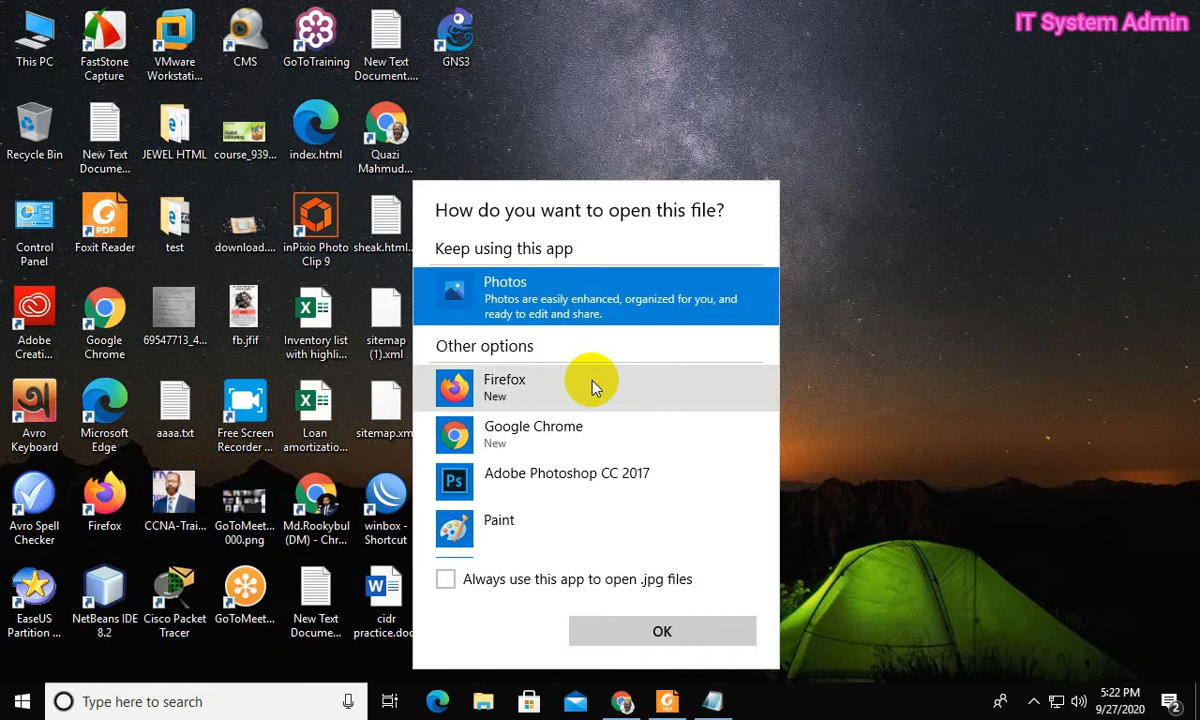 IT System Admin
This PC
FastStone
Capture
VMware
Workstati...
CMS
GoToTraining
New Text
Document....
GNS3
Recycle Bin
New Text
Docume...
JEWEL HTML
course_939...
index.html
Quazi
Mahmud...
Control
Panel
Foxit Reader
test
download....
inPixio Photo
Clip 9
sheak.html...
Adobe
Creati...
Google
Chrome
69547713_4...
fb.jfif
Inventory list
with highli...
sitemap
(1).xml
Avro
Keyboard
Microsoft
Edge
aaaa.txt
Free Screen
Recorder ...
Loan
amortizatio...
sitemap.xm
Avro Spell
Checker
Firefox
CCNA-Trai...
GoToMeet...
000.png
Md.Rookybul
(DM) - Chr...
winbox -
Shortcut
EaseUS
Partition ...
NetBeans IDE
8.2
Cisco Packet
Tracer
GoToMeet...
New Text
Docume...
cidr
practice.doc
How do you want to open this file?
Keep using this app
Photos
Photos are easily enhanced, organized for you, and
ready to edit and share.
Other options
Firefox
New
Google Chrome
New
Adobe Photoshop CC 2017
Paint
Always use this app to open .jpg files
OK
Type here to search
5:22 PM
9/27/2020
2